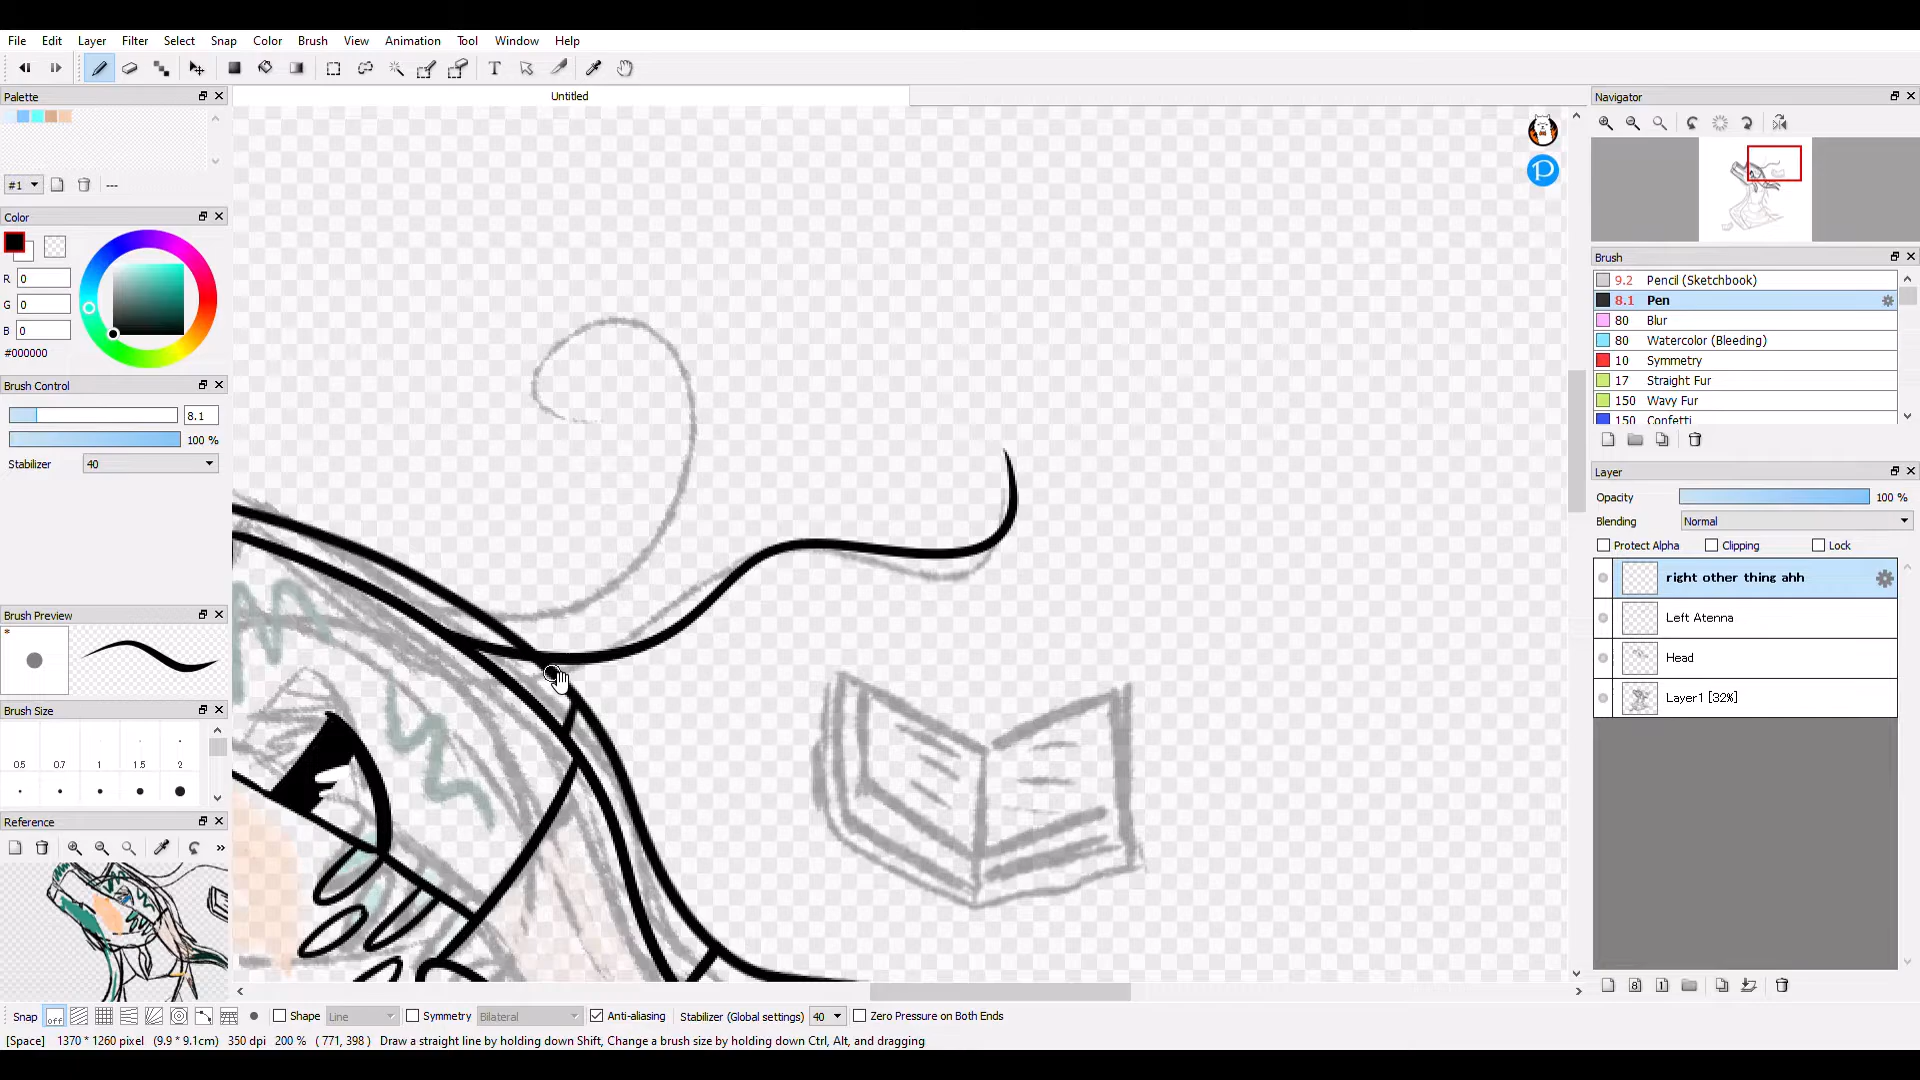 File Edit Layer Filter Select Snap Color Brush View Animation Tool Window Help
T
Palette
Untitled
Navigator
P
#1
---
Color
R 0
G 0
B 0
#000000
Brush
9.2 Pencil (Sketchbook)
8.1 Pen
80 Blur
80 Watercolor (Bleeding)
10 Symmetry
17 Straight Fur
150 Wavy Fur
150 Confetti
Brush Control
8.1
100 %
Stabilizer 40
Layer
Opacity 100 %
Blending Normal
Protect Alpha Clipping Lock
right other thing ahh
Left Atenna
Head
Layer1 [32%]
Brush Preview
*
Brush Size
0.5 0.7 1 1.5 2
Reference
»
8 1
Snap off Shape Line Symmetry Bilateral Anti-aliasing Stabilizer (Global settings) 40 Zero Pressure on Both Ends
[Space] 1370 * 1260 pixel (9.9 * 9.1cm) 350 dpi 200 % ( 771, 398 ) Draw a straight line by holding down Shift, Change a brush size by holding down Ctrl, Alt, and dragging